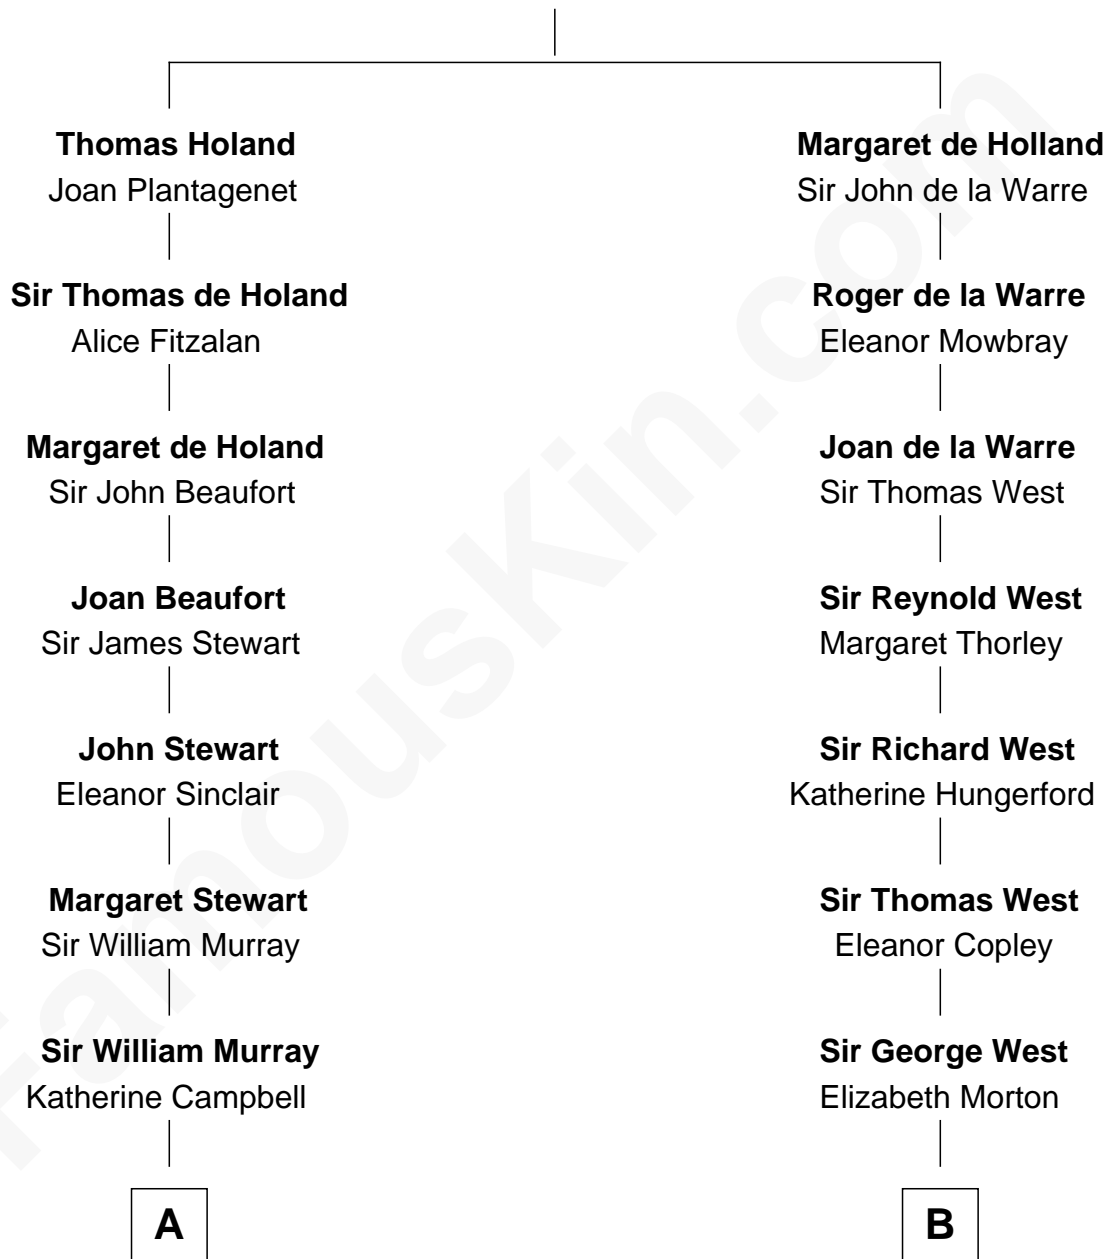 Thomas Holand
Joan Plantagenet
Sir Thomas de Holand
Alice Fitzalan
Margaret de Holand
Sir John Beaufort
Joan Beaufort
Sir James Stewart
John Stewart
Eleanor Sinclair
Margaret Stewart
Sir William Murray
Sir William Murray
Katherine Campbell
A
Margaret de Holland
Sir John de la Warre
Roger de la Warre
Eleanor Mowbray
Joan de la Warre
Sir Thomas West
Sir Reynold West
Margaret Thorley
Sir Richard West
Katherine Hungerford
Sir Thomas West
Eleanor Copley
Sir George West
Elizabeth Morton
B
FamousKin.com